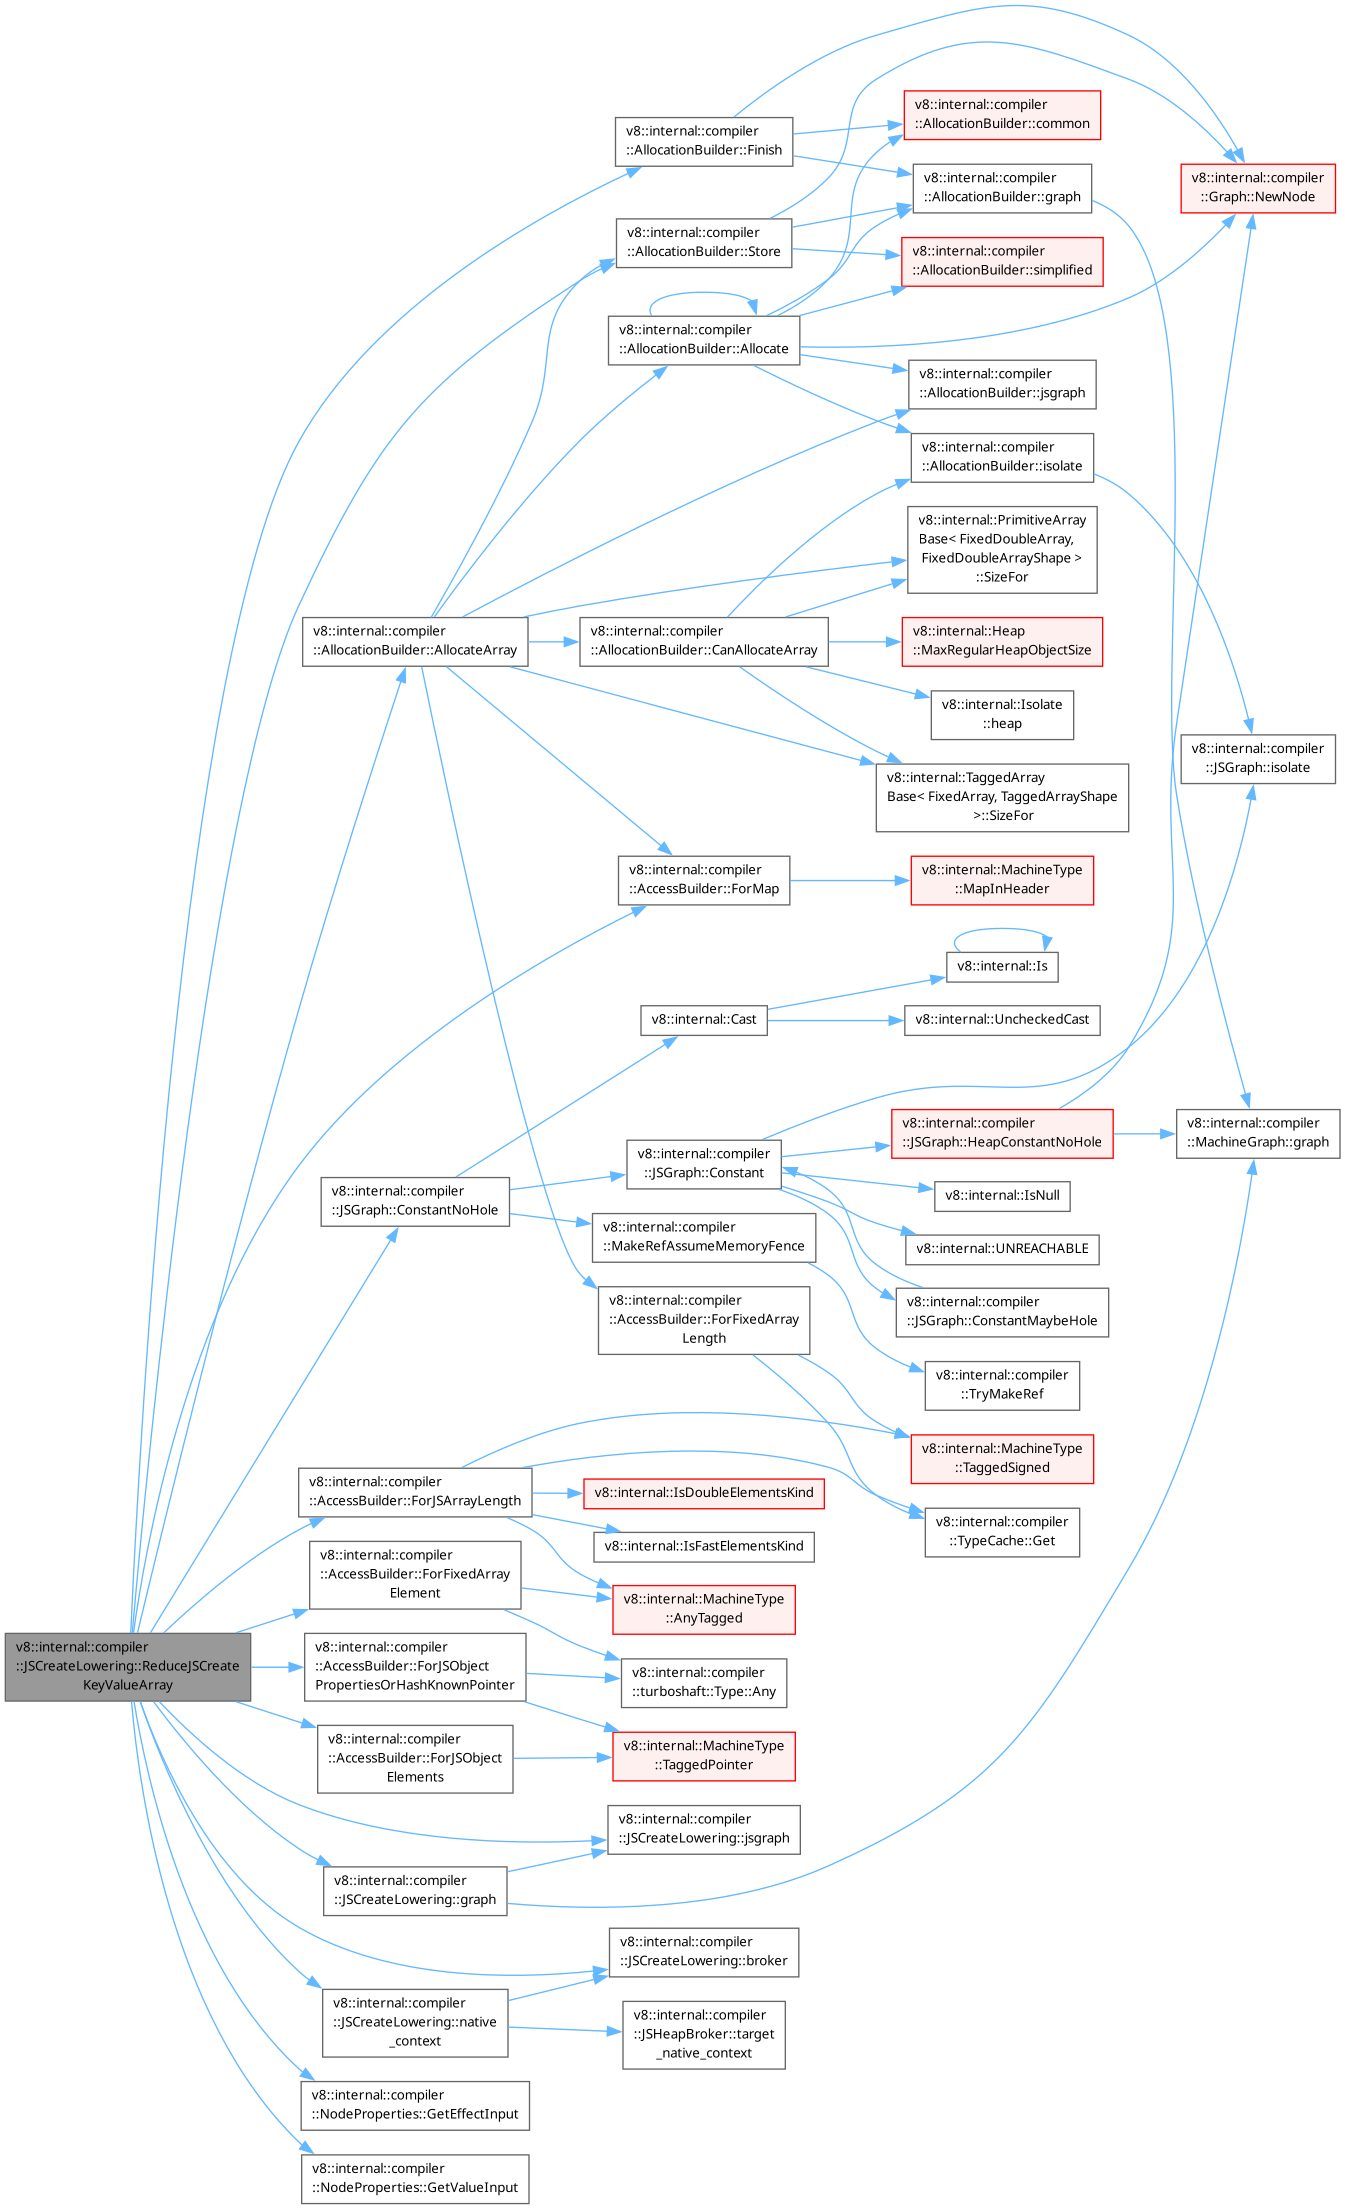 v8::internal::compiler
::AllocationBuilder::Finish
v8::internal::compiler
::AllocationBuilder::common
v8::internal::compiler
::AllocationBuilder::graph
v8::internal::compiler
::Graph::NewNode
v8::internal::compiler
::AllocationBuilder::Store
v8::internal::compiler
::AllocationBuilder::simplified
v8::internal::compiler
::AllocationBuilder::Allocate
v8::internal::compiler
::AllocationBuilder::jsgraph
v8::internal::compiler
::AllocationBuilder::isolate
v8::internal::PrimitiveArray
Base< FixedDoubleArray,
FixedDoubleArrayShape >
::SizeFor
v8::internal::compiler
::AllocationBuilder::AllocateArray
v8::internal::compiler
::AllocationBuilder::CanAllocateArray
v8::internal::Heap
::MaxRegularHeapObjectSize
v8::internal::Isolate
::heap
v8::internal::compiler
::JSGraph::isolate
v8::internal::TaggedArray
Base< FixedArray, TaggedArrayShape
>::SizeFor
v8::internal::compiler
::AccessBuilder::ForMap
v8::internal::MachineType
::MapInHeader
v8::internal::Is
v8::internal::Cast
v8::internal::UncheckedCast
v8::internal::compiler
::JSGraph::HeapConstantNoHole
v8::internal::compiler
::MachineGraph::graph
v8::internal::compiler
::JSGraph::Constant
v8::internal::IsNull
v8::internal::compiler
::JSGraph::ConstantNoHole
v8::internal::compiler
::MakeRefAssumeMemoryFence
v8::internal::UNREACHABLE
v8::internal::compiler
::JSGraph::ConstantMaybeHole
v8::internal::compiler
::AccessBuilder::ForFixedArray
Length
v8::internal::compiler
::TryMakeRef
v8::internal::MachineType
::TaggedSigned
v8::internal::compiler
::AccessBuilder::ForJSArrayLength
v8::internal::IsDoubleElementsKind
v8::internal::compiler
::TypeCache::Get
v8::internal::IsFastElementsKind
v8::internal::compiler
::AccessBuilder::ForFixedArray
Element
v8::internal::MachineType
::AnyTagged
v8::internal::compiler
::JSCreateLowering::ReduceJSCreate
KeyValueArray
v8::internal::compiler
::AccessBuilder::ForJSObject
PropertiesOrHashKnownPointer
v8::internal::compiler
::turboshaft::Type::Any
v8::internal::compiler
::AccessBuilder::ForJSObject
Elements
v8::internal::MachineType
::TaggedPointer
v8::internal::compiler
::JSCreateLowering::jsgraph
v8::internal::compiler
::JSCreateLowering::graph
v8::internal::compiler
::JSCreateLowering::broker
v8::internal::compiler
::JSCreateLowering::native
_context
v8::internal::compiler
::JSHeapBroker::target
_native_context
v8::internal::compiler
::NodeProperties::GetEffectInput
v8::internal::compiler
::NodeProperties::GetValueInput